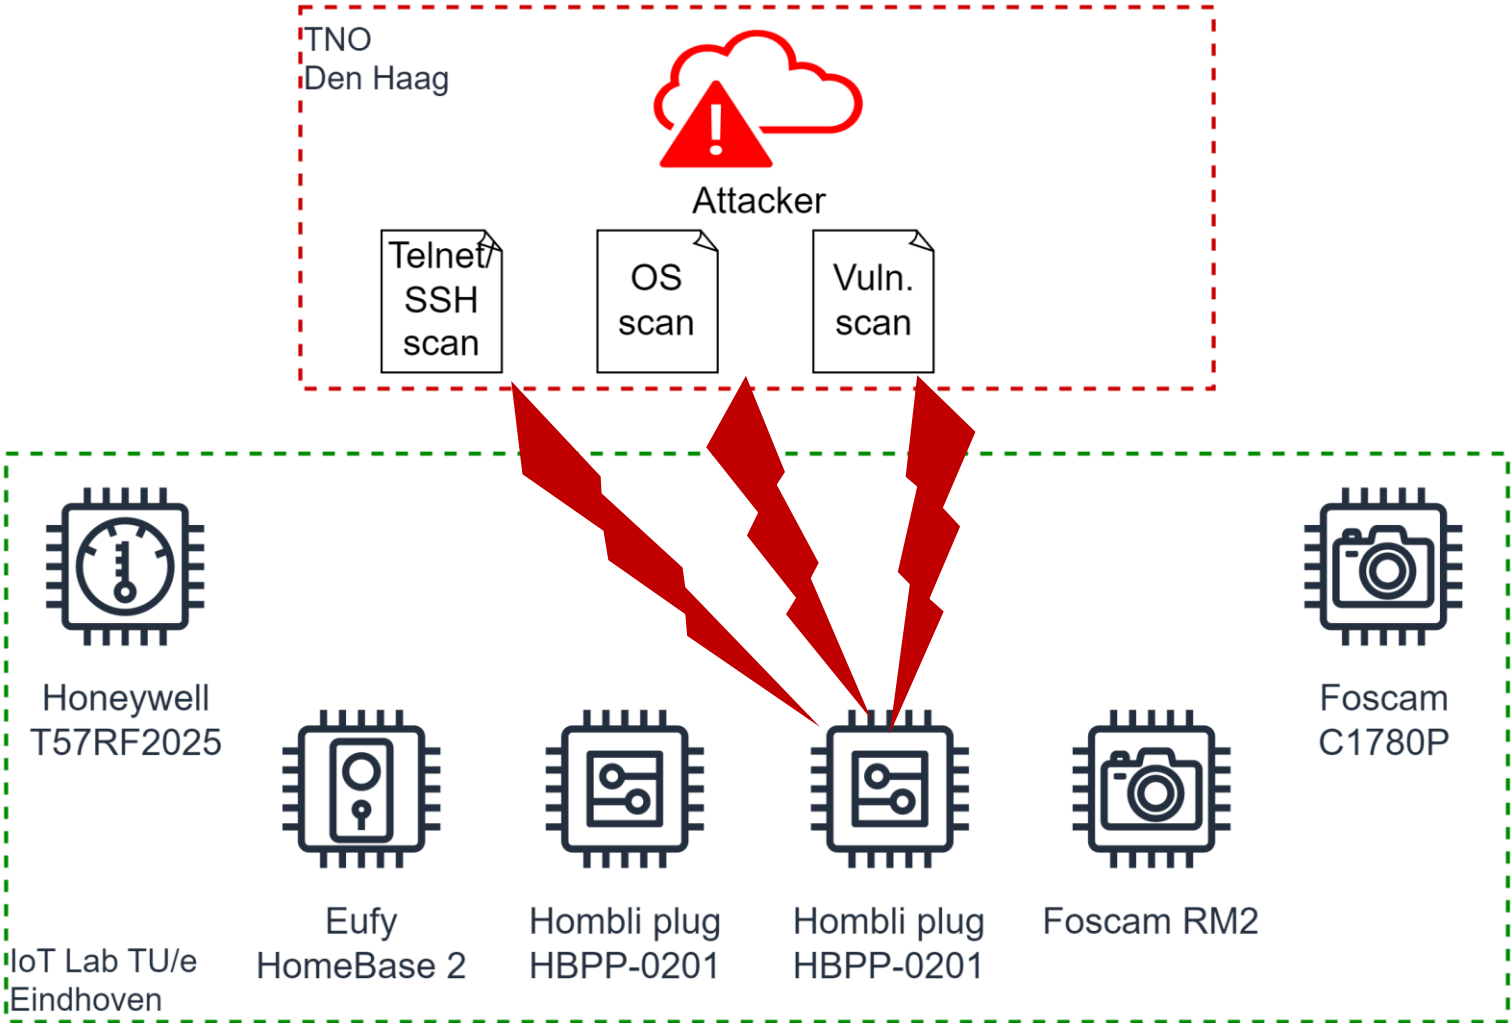 TNO
Den Haag
Attacker
Telnet/
SSH
scan
OS
scan
Vuln.
scan
Honeywell
T57RF2025
Foscam
C1780P
Eufy
HomeBase 2
Hombli plug
HBPP-0201
Hombli plug
HBPP-0201
Foscam RM2
IoT Lab TU/e
Eindhoven